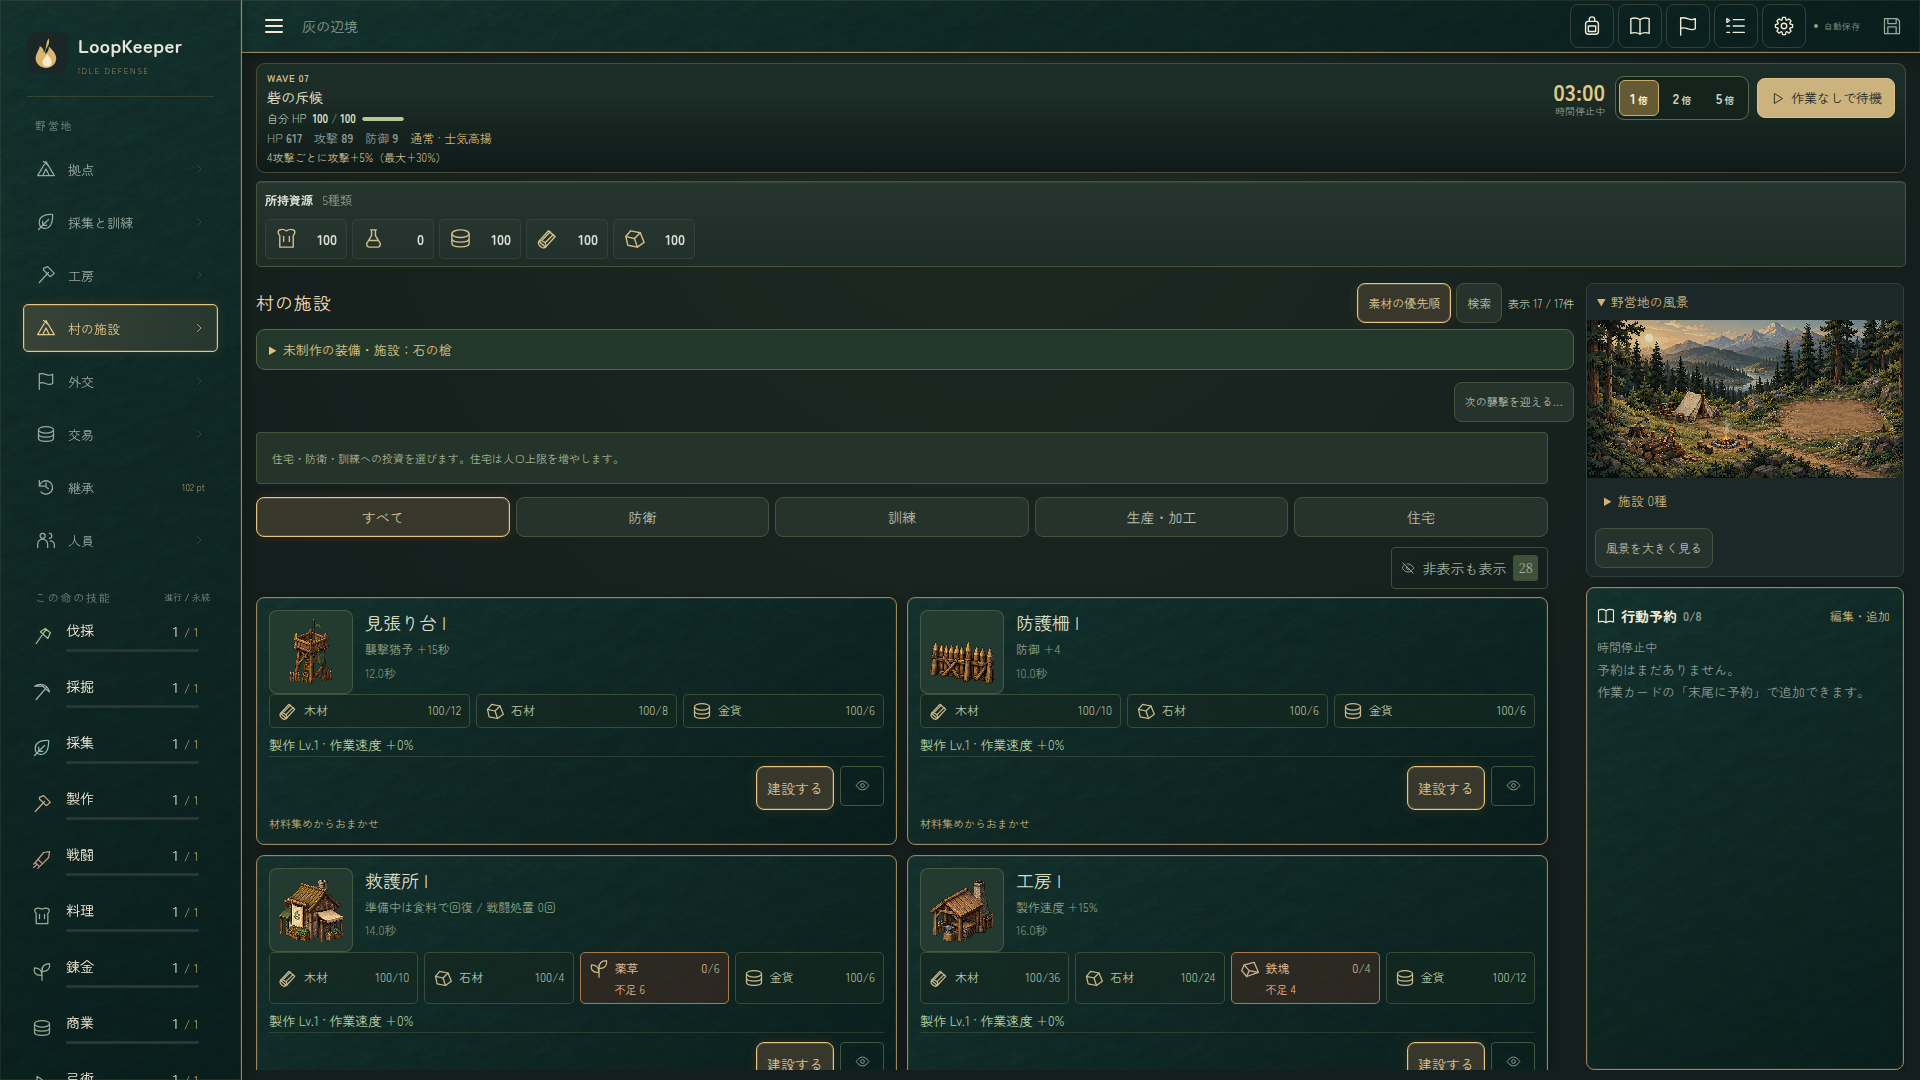 LoopKeeper
IDLE DEFENSE
野営地
拠点
採集と訓練
工房
村の施設
外交
交易
継承 102 pt
人員
この命の技能 進行 / 永続
伐採 1 / 1
採掘 1 / 1
採集 1 / 1
製作 1 / 1
戦闘 1 / 1
料理 1 / 1
錬金 1 / 1
商業 1 / 1
弓術 1 / 1
灰の辺境
自動保存
WAVE 07
砦の斥候
自分 HP 100 / 100
HP 617 攻撃 89 防御 9 通常 · 士気高揚
4攻撃ごとに攻撃+5%（最大+30%）
03:00
時間停止中
1倍 2倍 5倍
作業なしで待機
所持資源 5種類
100 0 100 100 100
村の施設
素材の優先順 検索 表示 17 / 17件
▶ 未制作の装備・施設：石の槍
次の襲撃を迎える…
住宅・防衛・訓練への投資を選びます。住宅は人口上限を増やします。
すべて 防衛 訓練 生産・加工 住宅
非表示も表示 28
見張り台 I
襲撃猶予 +15秒
12.0秒
木材 100/12 石材 100/8 金貨 100/6
製作 Lv.1 · 作業速度 +0%
建設する
材料集めからおまかせ
防護柵 I
防御 +4
10.0秒
木材 100/10 石材 100/6 金貨 100/6
製作 Lv.1 · 作業速度 +0%
建設する
材料集めからおまかせ
救護所 I
準備中は食料で回復 / 戦闘処置 0回
14.0秒
木材 100/10 石材 100/4 薬草 0/6 不足 6 金貨 100/6
製作 Lv.1 · 作業速度 +0%
建設する
工房 I
製作速度 +15%
16.0秒
木材 100/36 石材 100/24 鉄塊 0/4 不足 4 金貨 100/12
製作 Lv.1 · 作業速度 +0%
建設する
▼ 野営地の風景
▶ 施設 0種
風景を大きく見る
行動予約 0/8 編集・追加
時間停止中
予約はまだありません。
作業カードの「末尾に予約」で追加できます。